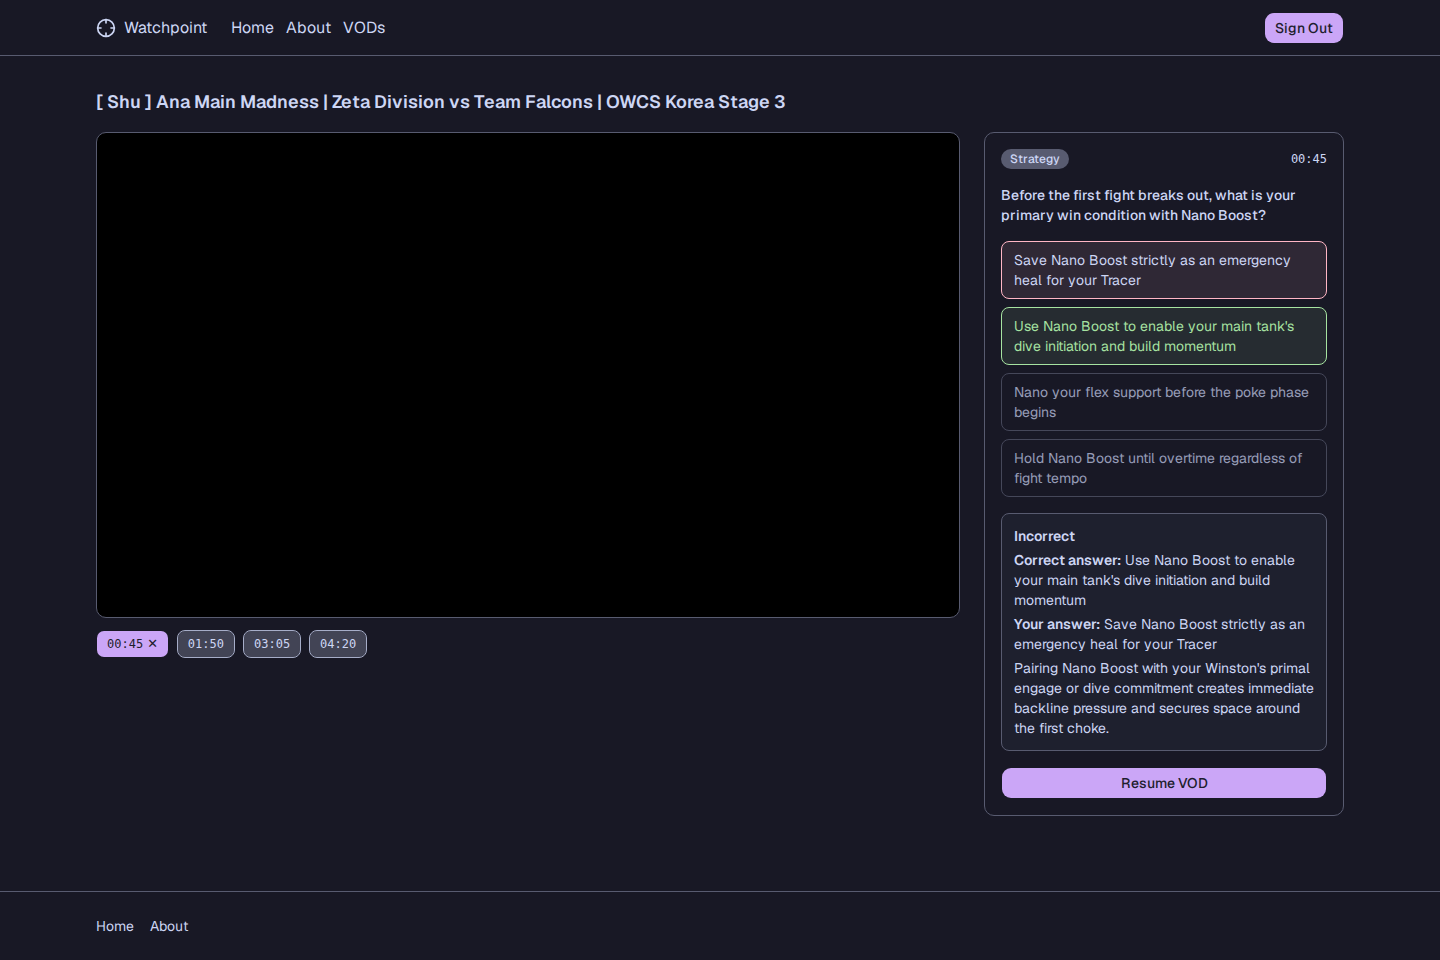 Watchpoint Home About VODs Sign Out
[ Shu ] Ana Main Madness | Zeta Division vs Team Falcons | OWCS Korea Stage 3
Strategy 00:45
Before the first fight breaks out, what is your
primary win condition with Nano Boost?
Save Nano Boost strictly as an emergency
heal for your Tracer
Use Nano Boost to enable your main tank's
dive initiation and build momentum
Nano your flex support before the poke phase
begins
Hold Nano Boost until overtime regardless of
fight tempo
Incorrect
Correct answer: Use Nano Boost to enable
your main tank's dive initiation and build
momentum
Your answer: Save Nano Boost strictly as an
emergency heal for your Tracer
Pairing Nano Boost with your Winston's primal
engage or dive commitment creates immediate
backline pressure and secures space around
the first choke.
Resume VOD
00:45 ✕ 01:50 03:05 04:20
Home About